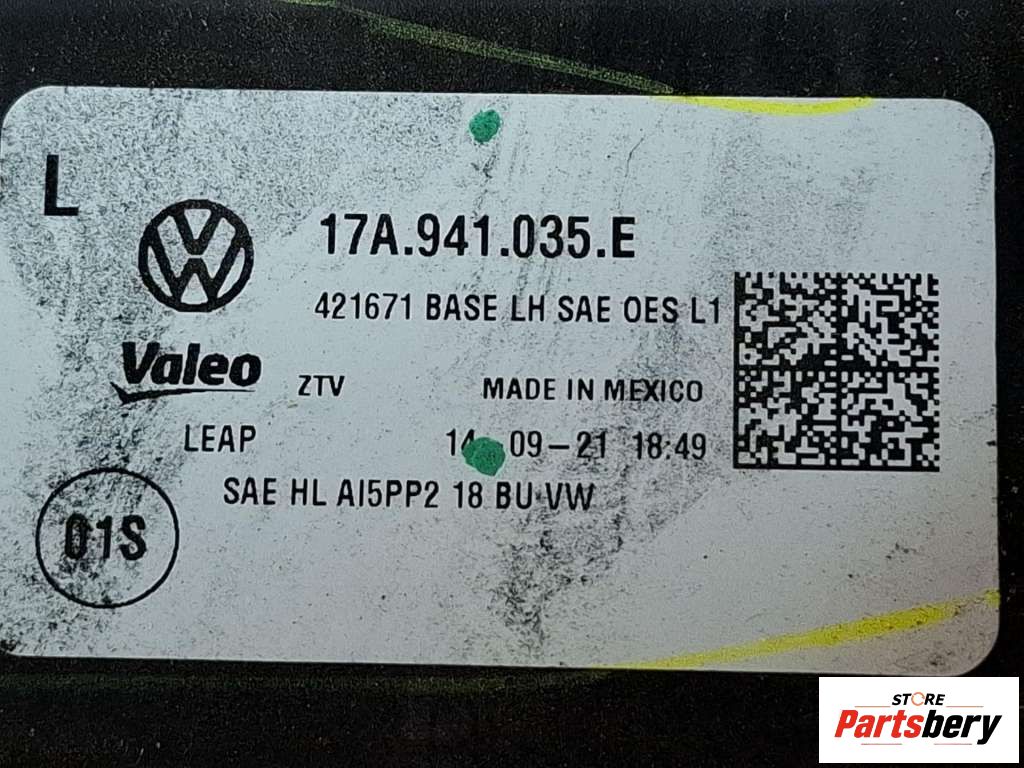 L
17A.941.035.E
421671 BASE LH SAE OES L1
Valeo
ZTV
MADE IN MEXICO
LEAP
14-09-21 18:49
SAE HL AI5PP2 18 BU VW
01S
STORE
Partsbery